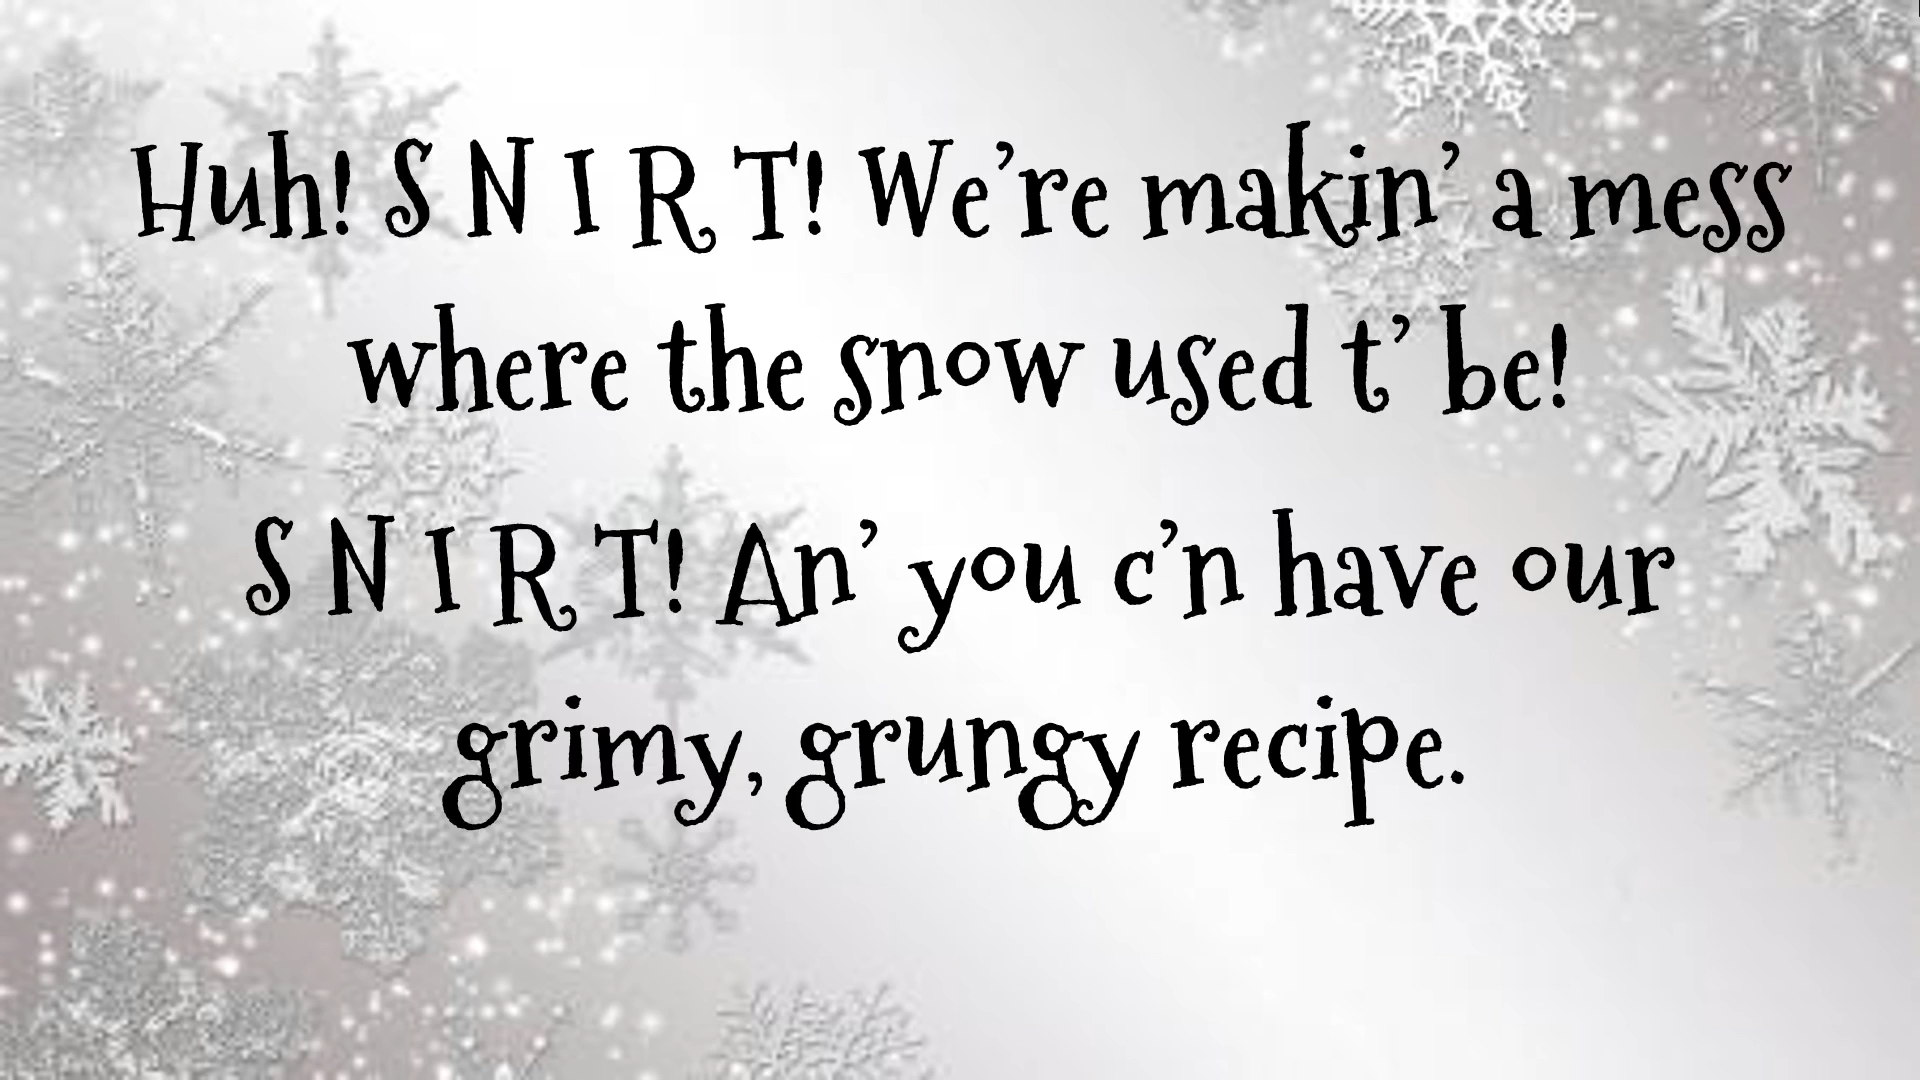 Huh! S N I R T! We’re makin’ a mess
where the snow used t’ be!
S N I R T! An’ you c’n have our
grimy, grungy recipe.